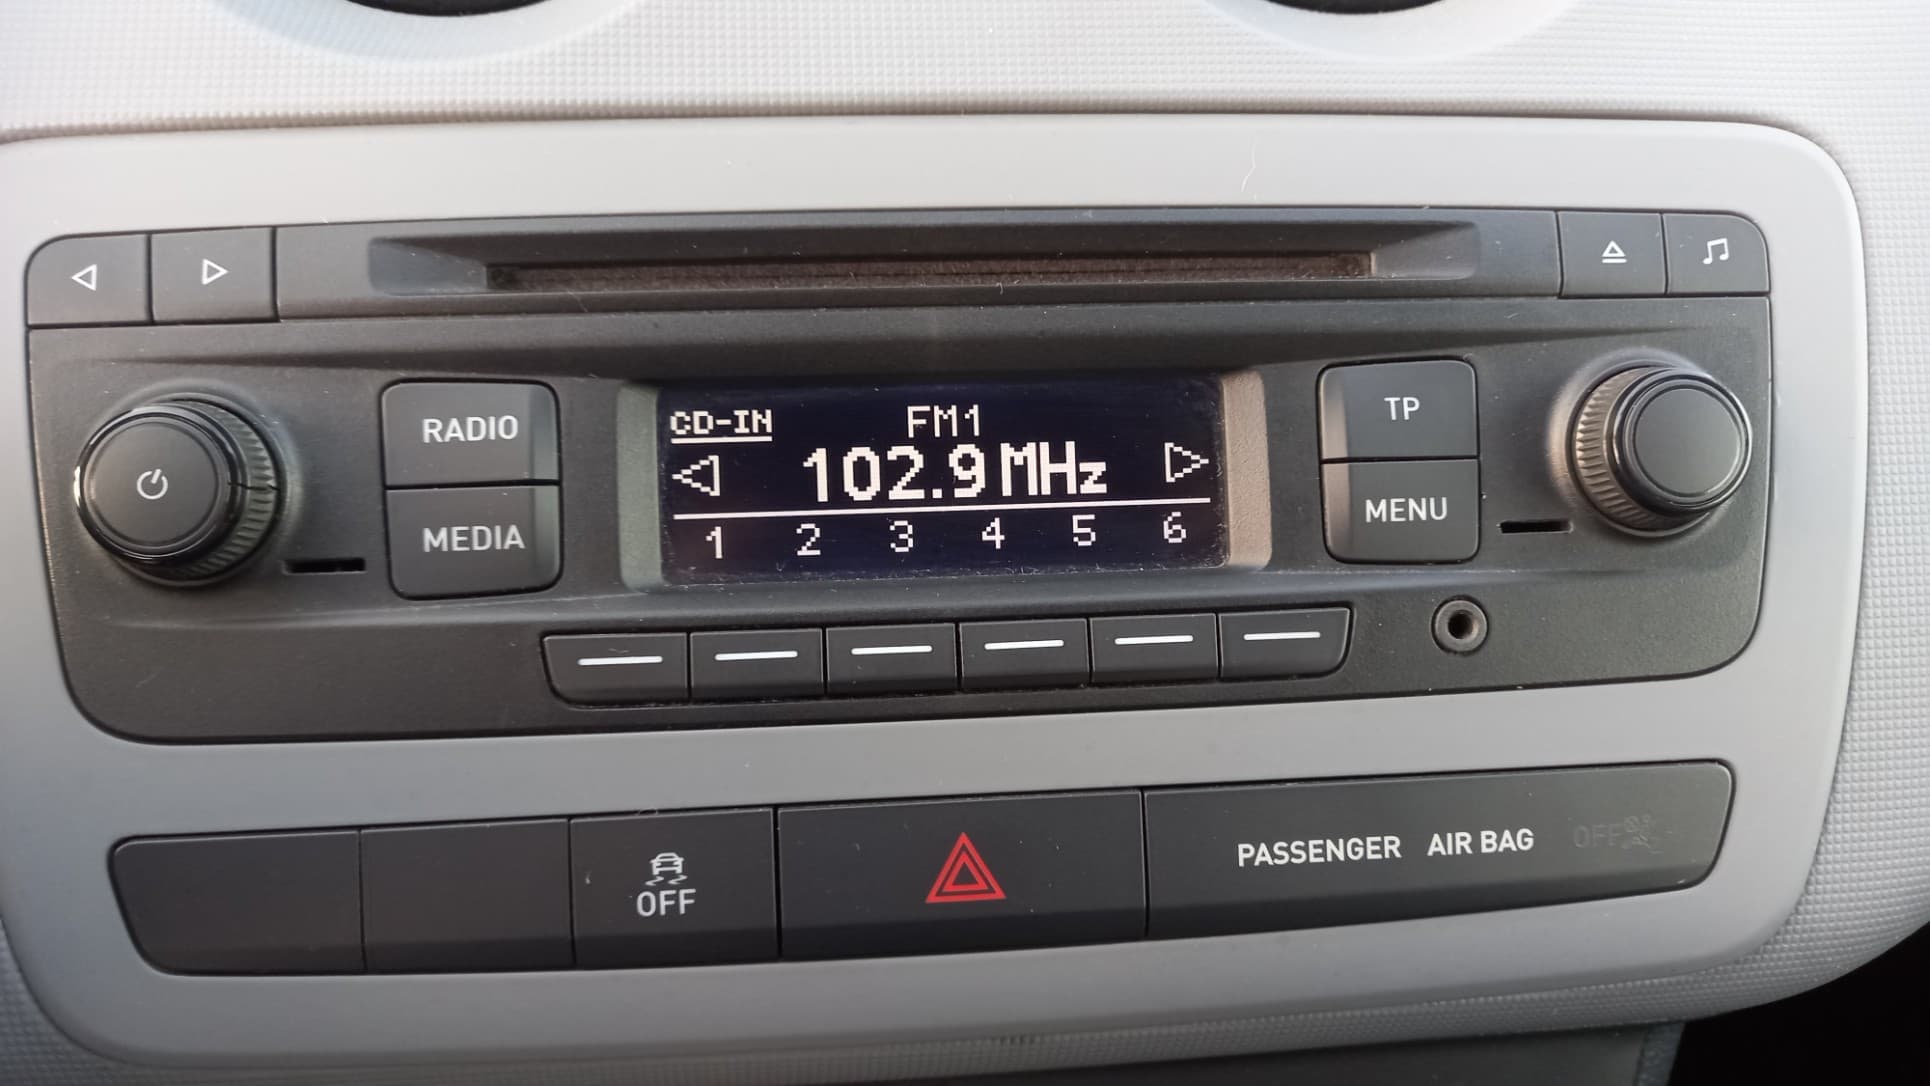 RADIO
MEDIA
CD-IN FM1
102.9 MHz
1 2 3 4 5 6
TP
MENU
OFF
PASSENGER AIR BAG OFF